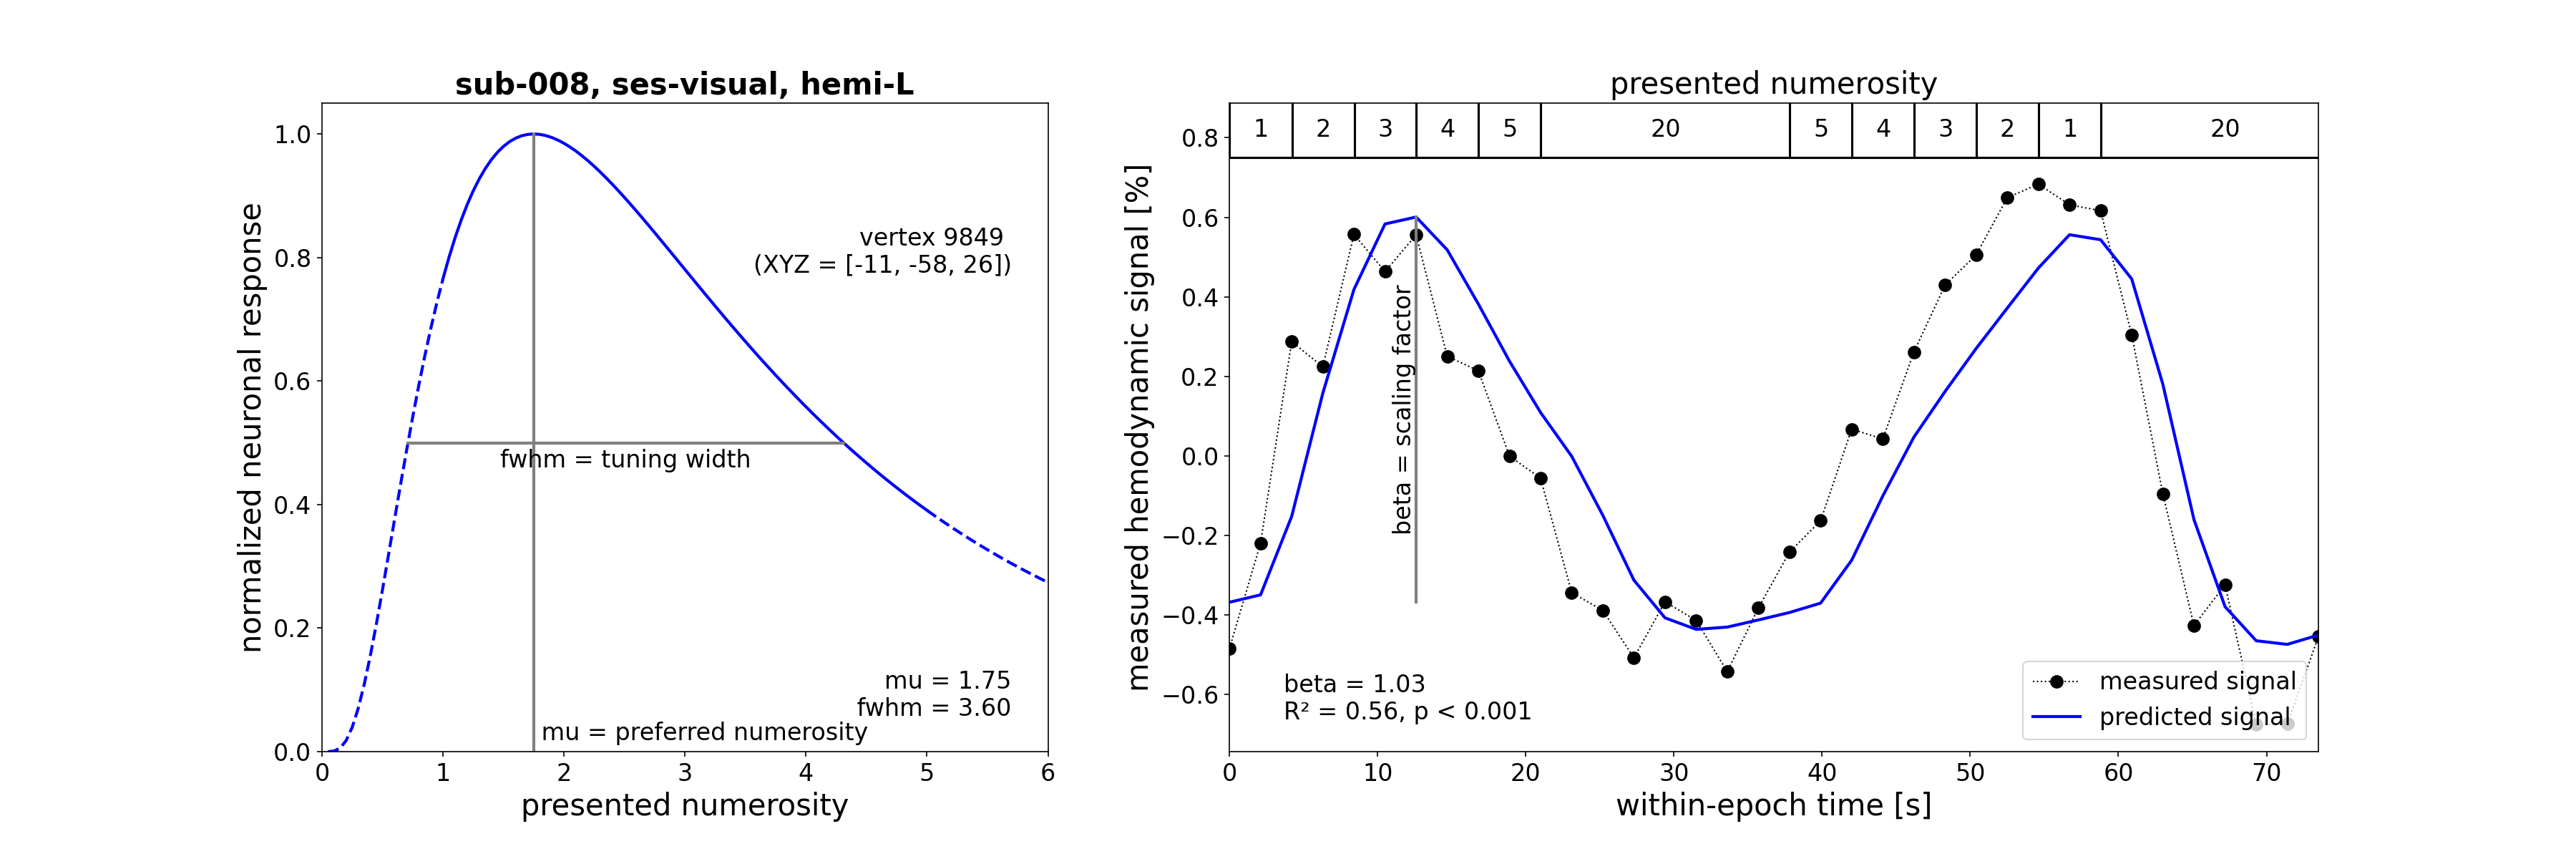 sub-008, ses-visual, hemi-L
normalized neuronal response
1.0
0.8
0.6
0.4
0.2
0.0
vertex 9849
(XYZ = [-11, -58, 26])
fwhm = tuning width
mu = 1.75
fwhm = 3.60
mu = preferred numerosity
0 1 2 3 4 5 6
presented numerosity
presented numerosity
1 2 3 4 5 20 5 4 3 2 1 20
measured hemodynamic signal [%]
0.8
0.6
0.4
0.2
0.0
−0.2
−0.4
−0.6
beta = scaling factor
beta = 1.03
R² = 0.56, p < 0.001
measured signal
predicted signal
0 10 20 30 40 50 60 70
within-epoch time [s]